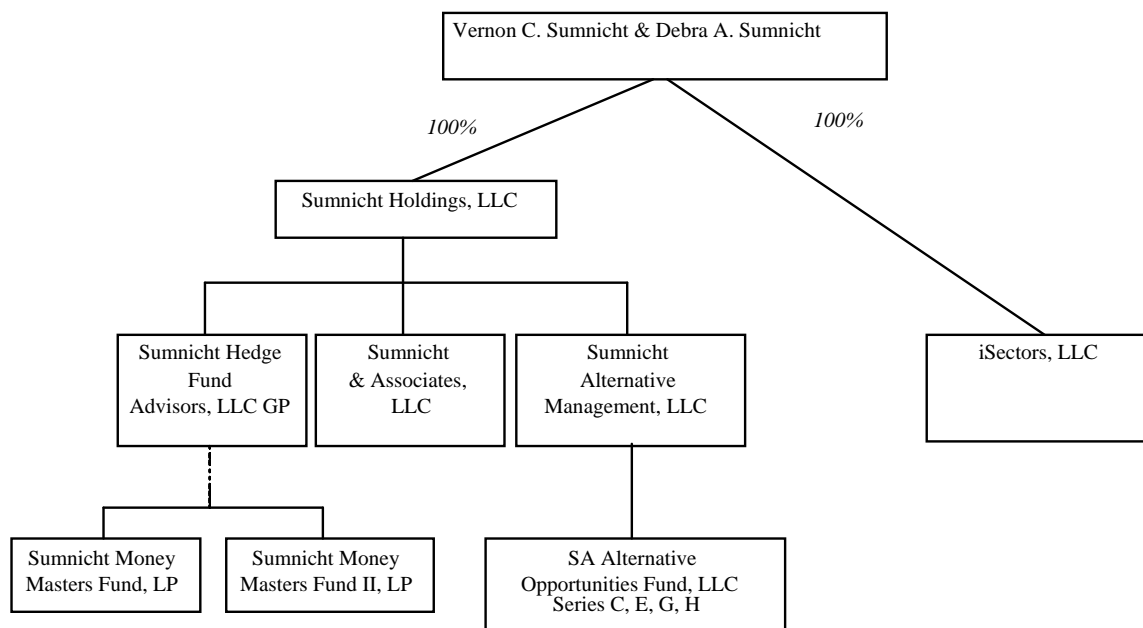 Vernon C. Sumnicht & Debra A. Sumnicht
100%
100%
Sumnicht Holdings, LLC
Sumnicht Hedge
Fund
Advisors, LLC GP
Sumnicht
& Associates,
LLC
Sumnicht
Alternative
Management, LLC
iSectors, LLC
Sumnicht Money
Masters Fund, LP
Sumnicht Money
Masters Fund II, LP
SA Alternative
Opportunities Fund, LLC
Series C, E, G, H